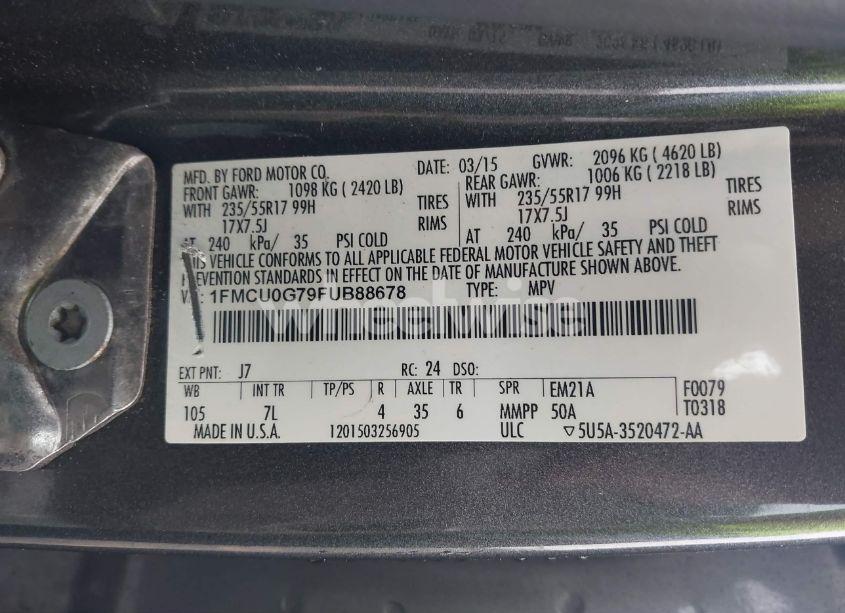 MFD. BY FORD MOTOR CO. DATE: 03/15 GVWR: 2096 KG ( 4620 LB)
FRONT GAWR: 1098 KG ( 2420 LB) REAR GAWR: 1006 KG ( 2218 LB)
WITH 235/55R17 99H TIRES WITH 235/55R17 99H TIRES
17X7.5J RIMS 17X7.5J RIMS
AT 240 kPa/ 35 PSI COLD AT 240 kPa/ 35 PSI COLD
THIS VEHICLE CONFORMS TO ALL APPLICABLE FEDERAL MOTOR VEHICLE SAFETY AND THEFT
PREVENTION STANDARDS IN EFFECT ON THE DATE OF MANUFACTURE SHOWN ABOVE.
VIN: 1FMCU0G79FUB88678 TYPE: MPV
Wheelwise
EXT PNT: J7 RC: 24 DSO:
WB INT TR TP/PS R AXLE TR SPR EM21A F0079
105 7L 4 35 6 MMPP 50A T0318
MADE IN U.S.A. 1201503256905 ULC ▽5U5A-3520472-AA